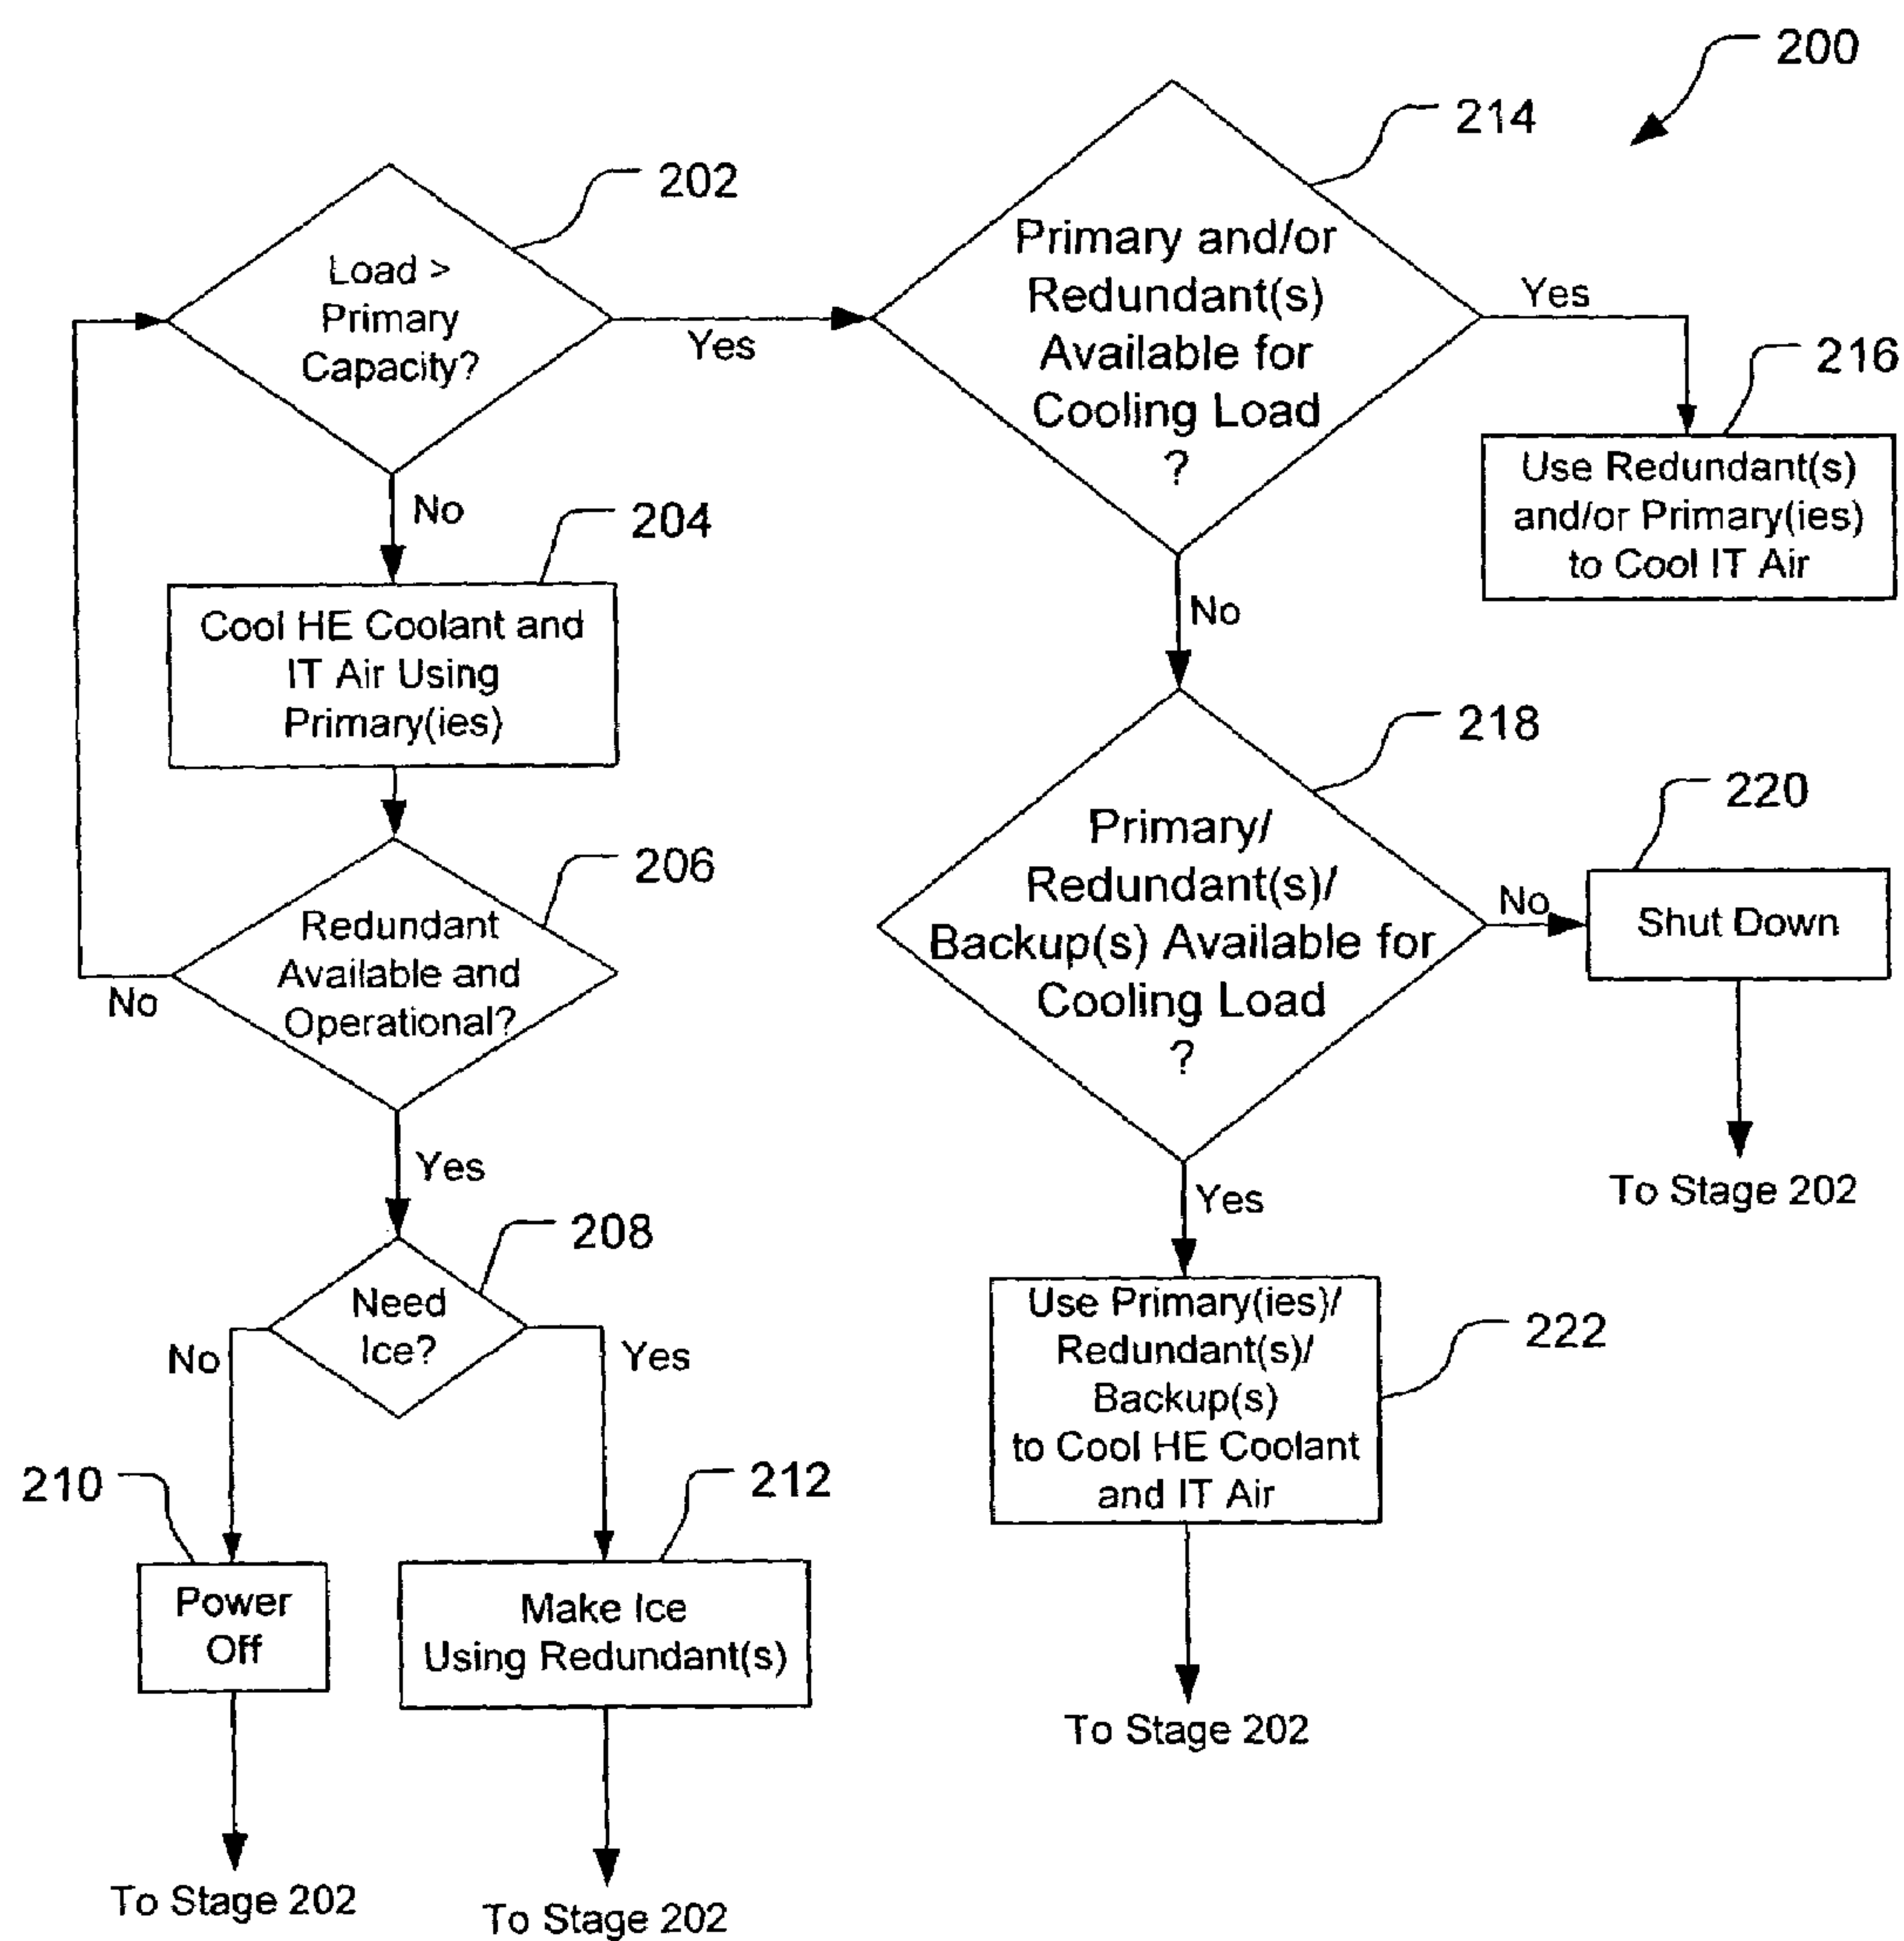 200
214
202
Load >
Primary
Capacity?
Yes
No
Primary and/or
Redundant(s)
Available for
Cooling Load
?
Yes
216
Use Redundant(s)
and/or Primary(ies)
to Cool IT Air
204
Cool HE Coolant and
IT Air Using
Primary(ies)
No
206
Redundant
Available and
Operational?
No
Yes
218
Primary/
Redundant(s)/
Backup(s) Available for
Cooling Load
?
No
220
Shut Down
To Stage 202
Yes
208
Need
Ice?
No
Yes
222
Use Primary(ies)/
Redundant(s)/
Backup(s)
to Cool HE Coolant
and IT Air
To Stage 202
210
Power
Off
To Stage 202
212
Make Ice
Using Redundant(s)
To Stage 202